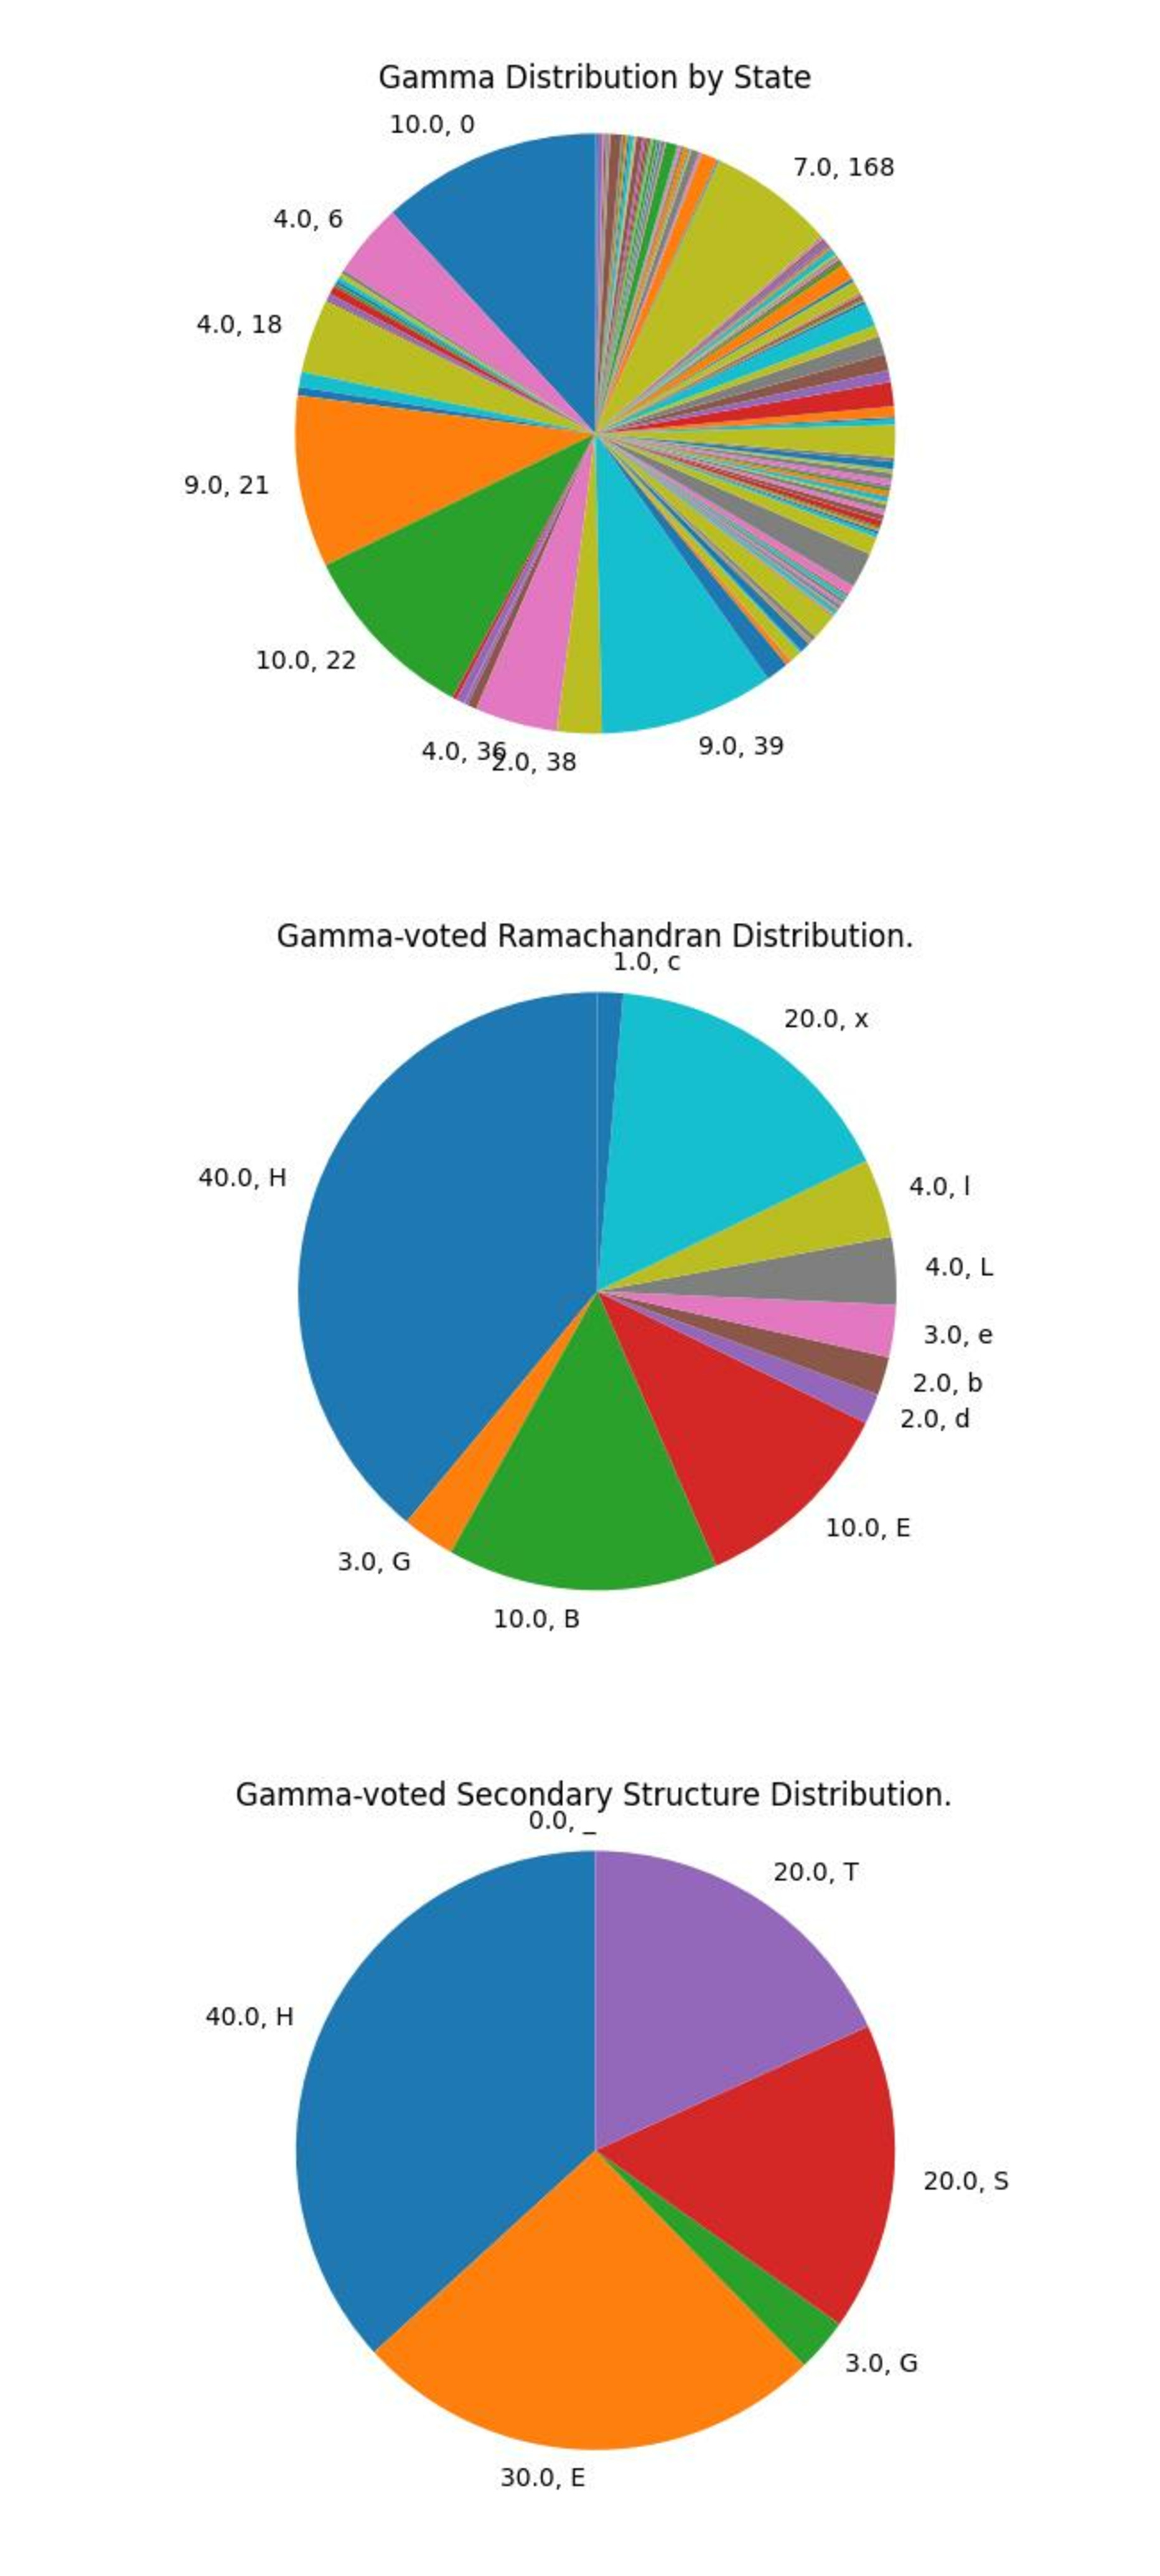 Gamma Distribution by State
10.0, 0
7.0, 168
4.0, 6
4.0, 18
9.0, 21
10.0, 22
4.0, 36
2.0, 38
9.0, 39
Gamma-voted Ramachandran Distribution.
1.0, c
20.0, x
40.0, H
4.0, l
4.0, L
3.0, e
2.0, b
2.0, d
10.0, E
3.0, G
10.0, B
Gamma-voted Secondary Structure Distribution.
0.0, _
20.0, T
40.0, H
20.0, S
3.0, G
30.0, E